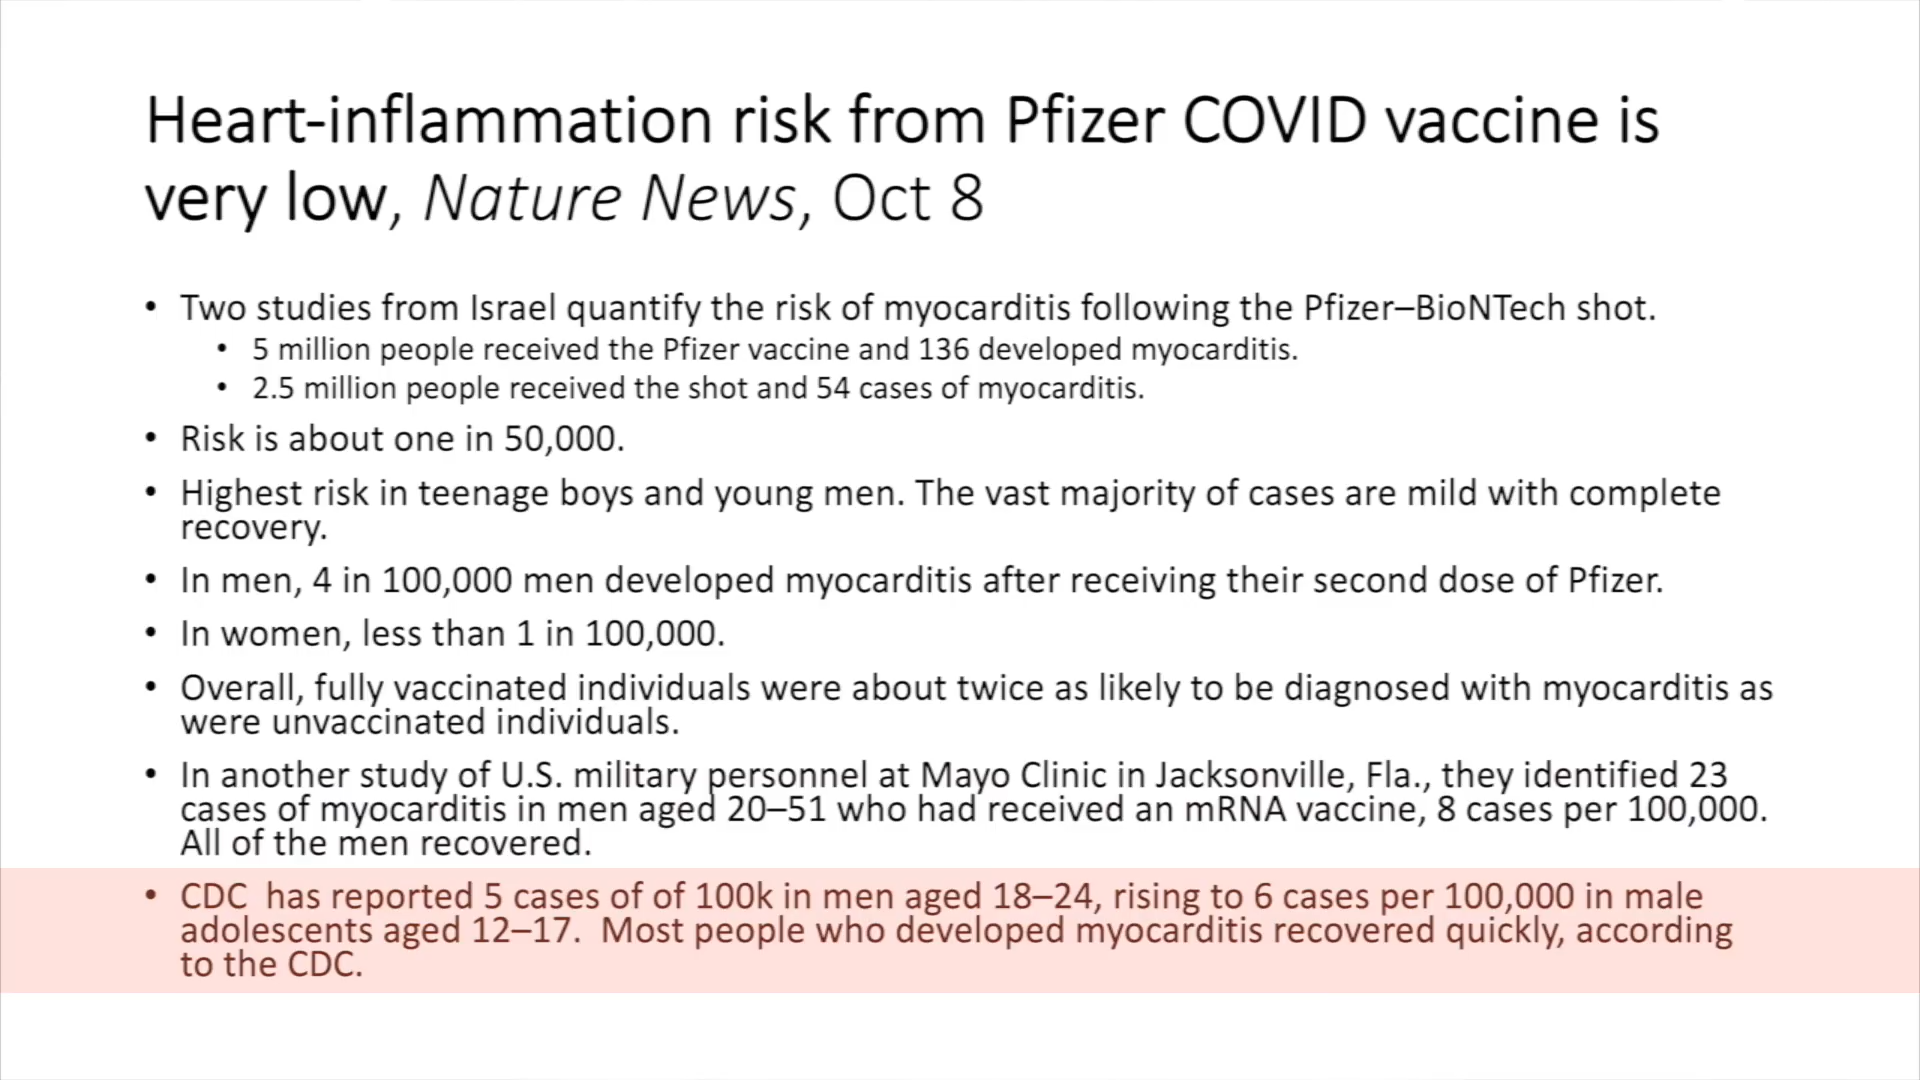 Heart-inflammation risk from Pfizer COVID vaccine is
very low, Nature News, Oct 8
• Two studies from Israel quantify the risk of myocarditis following the Pfizer–BioNTech shot.
• 5 million people received the Pfizer vaccine and 136 developed myocarditis.
• 2.5 million people received the shot and 54 cases of myocarditis.
• Risk is about one in 50,000.
• Highest risk in teenage boys and young men. The vast majority of cases are mild with complete
recovery.
• In men, 4 in 100,000 men developed myocarditis after receiving their second dose of Pfizer.
• In women, less than 1 in 100,000.
• Overall, fully vaccinated individuals were about twice as likely to be diagnosed with myocarditis as
were unvaccinated individuals.
• In another study of U.S. military personnel at Mayo Clinic in Jacksonville, Fla., they identified 23
cases of myocarditis in men aged 20–51 who had received an mRNA vaccine, 8 cases per 100,000.
All of the men recovered.
• CDC has reported 5 cases of of 100k in men aged 18–24, rising to 6 cases per 100,000 in male
adolescents aged 12–17. Most people who developed myocarditis recovered quickly, according
to the CDC.